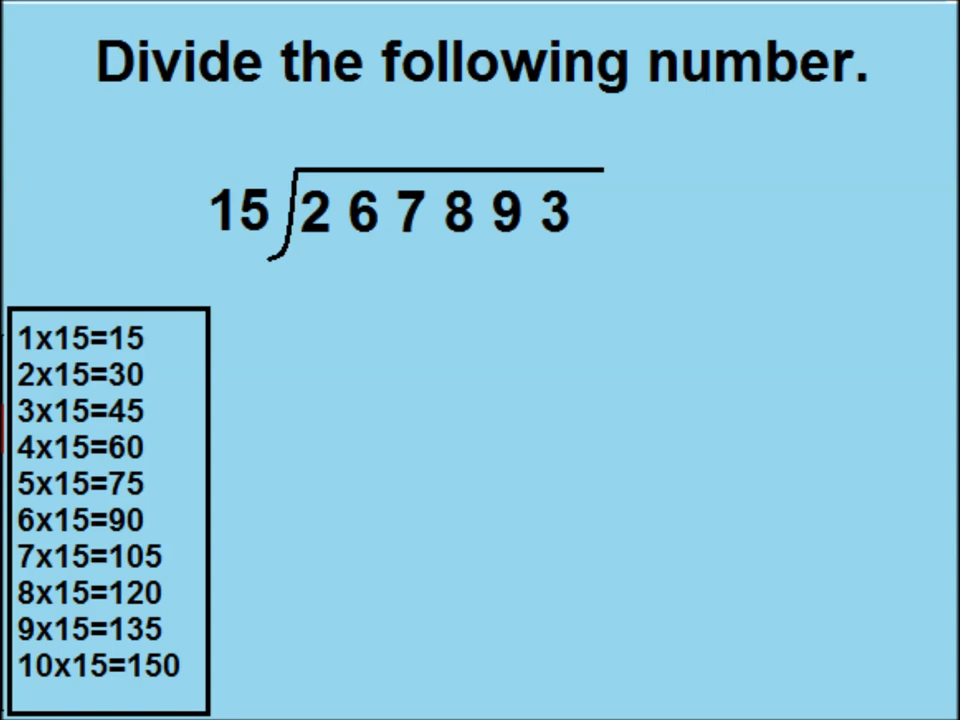 Divide the following number.
15 2 6 7 8 9 3
1x15=15
2x15=30
3x15=45
4x15=60
5x15=75
6x15=90
7x15=105
8x15=120
9x15=135
10x15=150